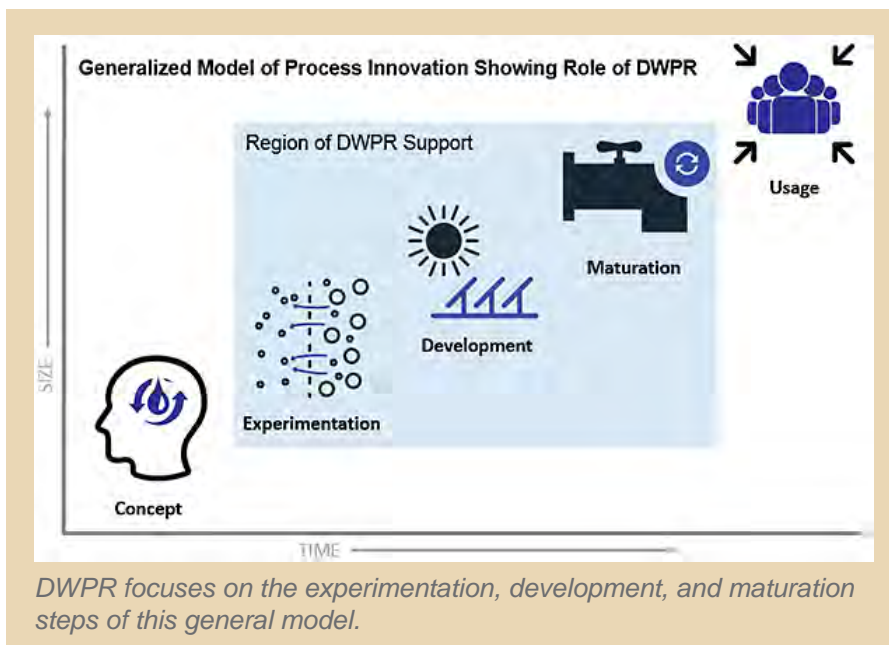 Generalized Model of Process Innovation Showing Role of DWPR
Region of DWPR Support
Usage
Maturation
Development
SIZE
Experimentation
Concept
TIME
DWPR focuses on the experimentation, development, and maturation
steps of this general model.